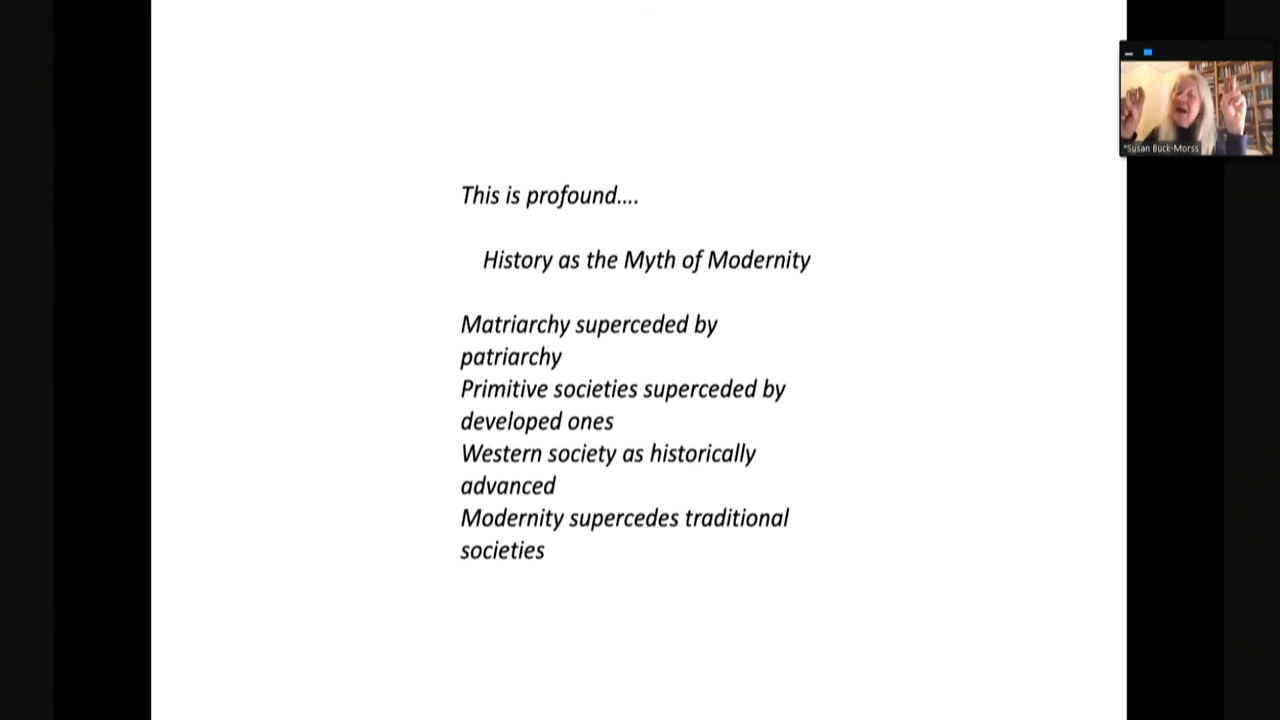 This is profound....
History as the Myth of Modernity
Matriarchy superceded by
patriarchy
Primitive societies superceded by
developed ones
Western society as historically
advanced
Modernity supercedes traditional
societies
*Susan Buck-Morss